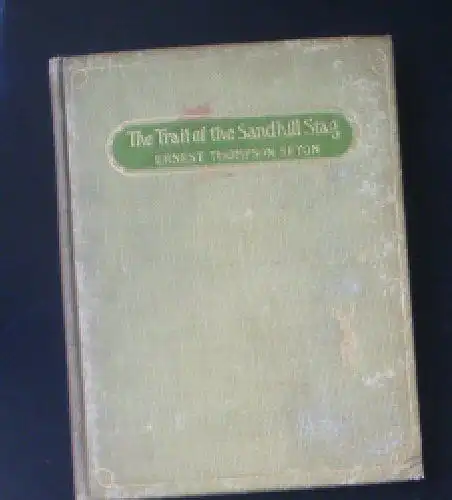 The Trail of the Sandhill Stag
ERNEST THOMPSON SETON